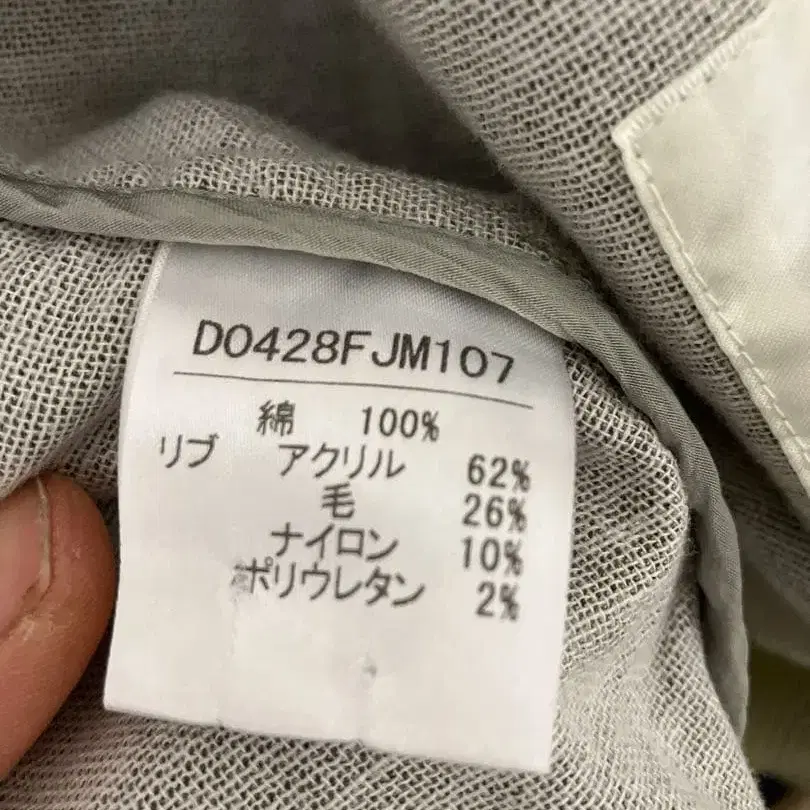 D0428FJM107
綿 100%
リブ アクリル 62%
毛 26%
ナイロン 10%
ポリウレタン 2%